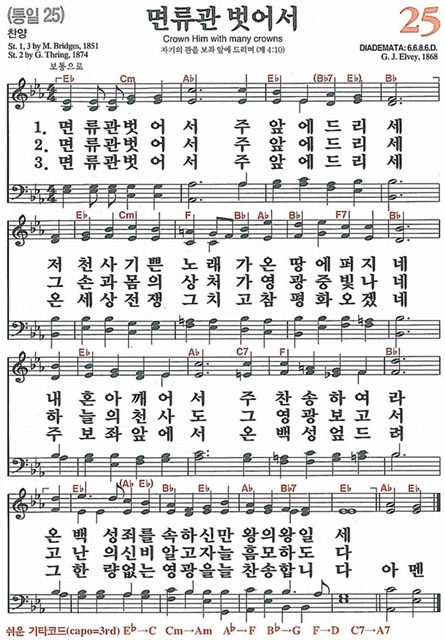 (통일 25)
면류관 벗어서
25
찬양
Crown Him with many crowns
St. 1, 3 by M. Bridges, 1851
자기의 관을 보좌 앞에 드리며 (계 4:10)
DIADEMATA: 6.6.8.6.D.
St. 2 by G. Thring, 1874
G. J. Elvey, 1868
보통으로
E♭ Cm A♭ E♭ (B♭7) E♭ B♭
1. 면류관벗어서 주앞에드리세
2. 면류관벗어서 주앞에드리세
3. 면류관벗어서 주앞에드리세
E♭ Cm F B♭ A♭ B♭ F7 B♭
저천사기쁜노래가온땅에퍼지네
그손과몸의상처가영광중빛나네
온세상전쟁그치고참평화오겠네
E♭ A♭ C7 F B♭
내혼아깨어서 주찬송하여라
하늘의천사도 그영광보고서
주보좌앞에서 온백성엎드려
E♭ (A♭ E♭) A♭ E♭ A♭ B♭7 E♭ A♭ E♭
온백성죄를속하신만왕의왕일세
고난의신비알고자늘흠모하도다
그한량없는영광을늘찬송합니다 아멘
쉬운 기타코드(capo=3rd) E♭→C Cm→Am A♭→F B♭→G F→D C7→A7